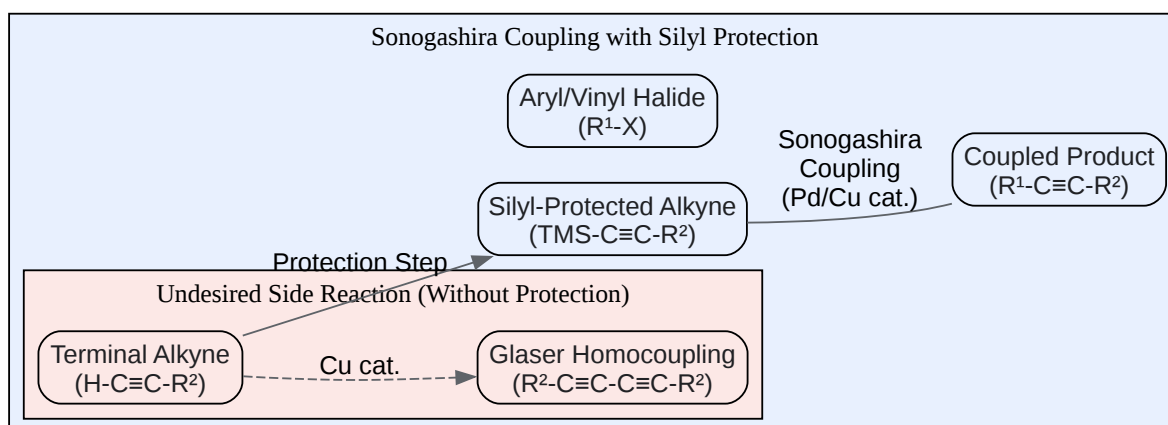 Sonogashira Coupling with Silyl Protection
Aryl/Vinyl Halide
(R¹-X)
Sonogashira
Coupling
(Pd/Cu cat.)
Coupled Product
(R¹-C≡C-R²)
Silyl-Protected Alkyne
(TMS-C≡C-R²)
Protection Step
Undesired Side Reaction (Without Protection)
Terminal Alkyne
(H-C≡C-R²)
Cu cat.
Glaser Homocoupling
(R²-C≡C-C≡C-R²)